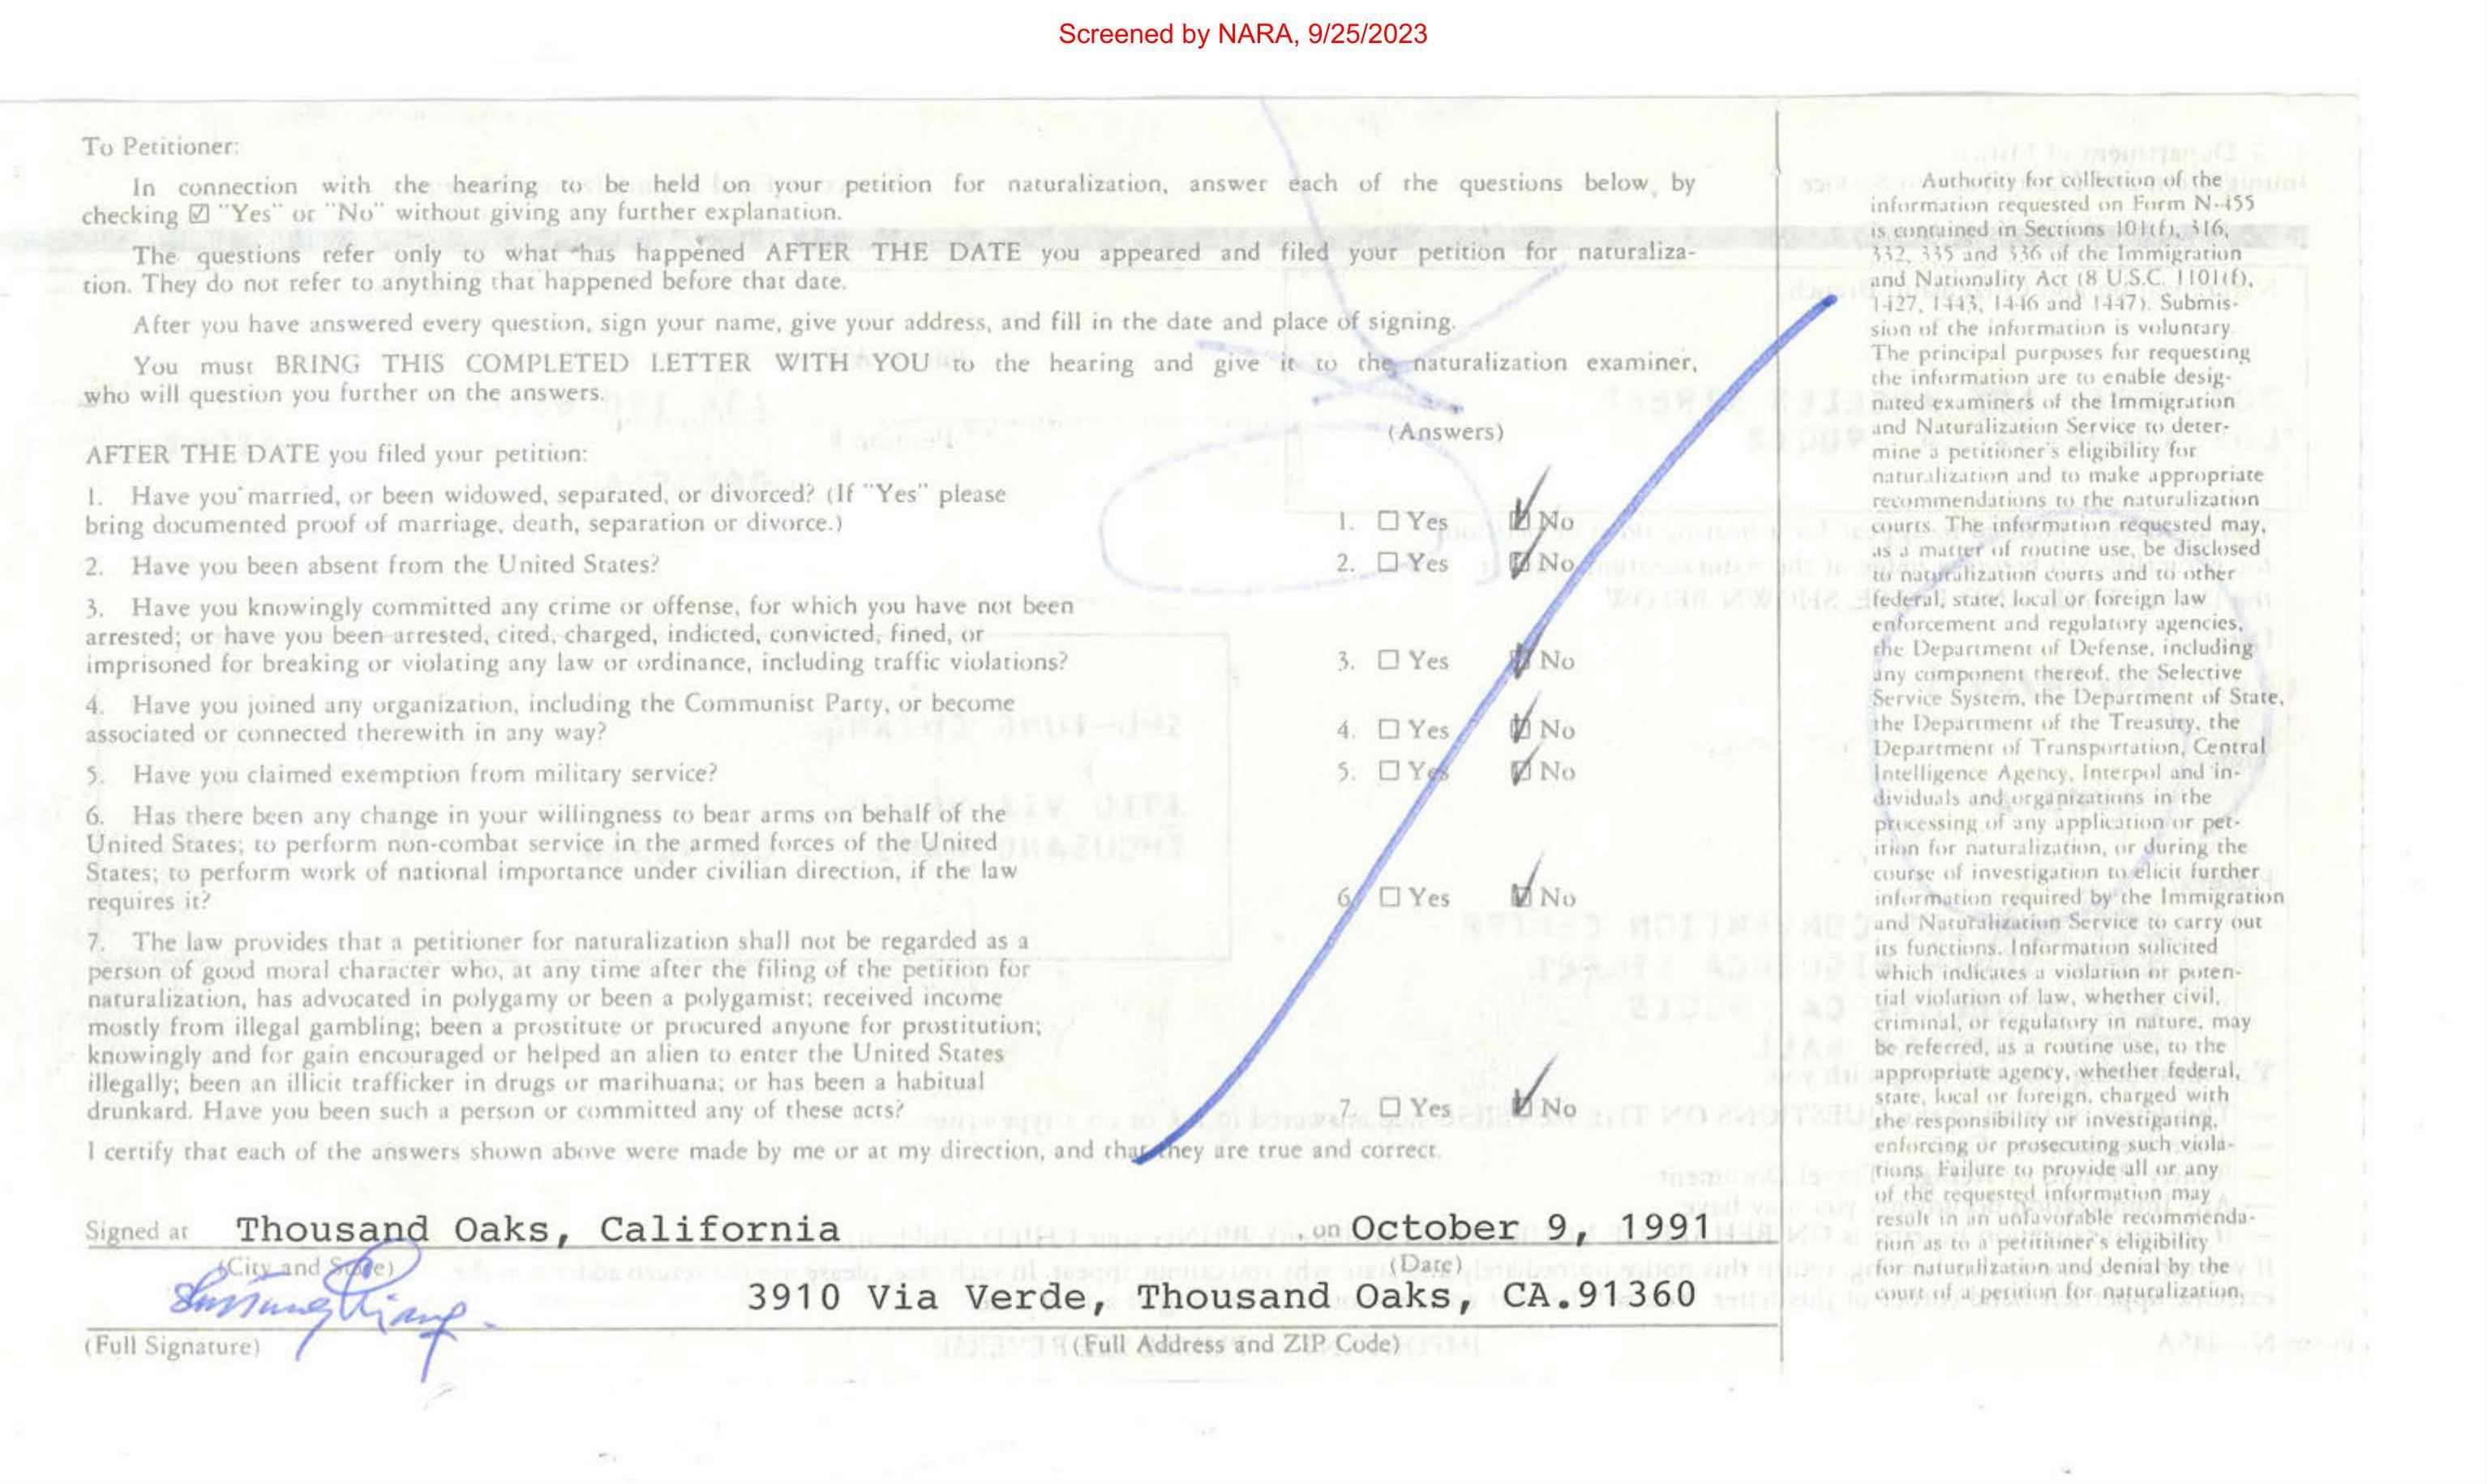 Screened by NARA, 9/25/2023
To Petitioner:
In connection with the hearing to be held on your petition for naturalization, answer each of the questions below, by
checking ☑ "Yes" or "No" without giving any further explanation.
The questions refer only to what has happened AFTER THE DATE you appeared and filed your petition for naturaliza-
tion. They do not refer to anything that happened before that date.
After you have answered every question, sign your name, give your address, and fill in the date and place of signing.
You must BRING THIS COMPLETED LETTER WITH YOU to the hearing and give it to the naturalization examiner,
who will question you further on the answers.
(Answers)
AFTER THE DATE you filed your petition:
1. Have you married, or been widowed, separated, or divorced? (If "Yes" please
bring documented proof of marriage, death, separation or divorce.)
1. ☐ Yes ☑ No
2. Have you been absent from the United States?
2. ☐ Yes ☑ No
3. Have you knowingly committed any crime or offense, for which you have not been
arrested; or have you been arrested, cited, charged, indicted, convicted, fined, or
imprisoned for breaking or violating any law or ordinance, including traffic violations?
3. ☐ Yes ☑ No
4. Have you joined any organization, including the Communist Party, or become
associated or connected therewith in any way?
4. ☐ Yes ☑ No
5. Have you claimed exemption from military service?
5. ☐ Yes ☑ No
6. Has there been any change in your willingness to bear arms on behalf of the
United States; to perform non-combat service in the armed forces of the United
States; to perform work of national importance under civilian direction, if the law
requires it?
6. ☐ Yes ☑ No
7. The law provides that a petitioner for naturalization shall not be regarded as a
person of good moral character who, at any time after the filing of the petition for
naturalization, has advocated in polygamy or been a polygamist; received income
mostly from illegal gambling; been a prostitute or procured anyone for prostitution;
knowingly and for gain encouraged or helped an alien to enter the United States
illegally; been an illicit trafficker in drugs or marihuana; or has been a habitual
drunkard. Have you been such a person or committed any of these acts?
7. ☐ Yes ☑ No
I certify that each of the answers shown above were made by me or at my direction, and that they are true and correct.
Signed at Thousand Oaks, California , on October 9, 1991
(City and State) (Date)
3910 Via Verde, Thousand Oaks, CA.91360
(Full Signature) (Full Address and ZIP Code)
Authority for collection of the
information requested on Form N-455
is contained in Sections 101(f), 316,
332, 335 and 336 of the Immigration
and Nationality Act (8 U.S.C. 1101(f),
1427, 1443, 1446 and 1447). Submis-
sion of the information is voluntary.
The principal purposes for requesting
the information are to enable desig-
nated examiners of the Immigration
and Naturalization Service to deter-
mine a petitioner's eligibility for
naturalization and to make appropriate
recommendations to the naturalization
courts. The information requested may,
as a matter of routine use, be disclosed
to naturalization courts and to other
federal, state, local or foreign law
enforcement and regulatory agencies,
the Department of Defense, including
any component thereof, the Selective
Service System, the Department of State,
the Department of the Treasury, the
Department of Transportation, Central
Intelligence Agency, Interpol and in-
dividuals and organizations in the
processing of any application or pet-
ition for naturalization, or during the
course of investigation to elicit further
information required by the Immigration
and Naturalization Service to carry out
its functions. Information solicited
which indicates a violation or poten-
tial violation of law, whether civil,
criminal, or regulatory in nature, may
be referred, as a routine use, to the
appropriate agency, whether federal,
state, local or foreign, charged with
the responsibility or investigating,
enforcing or prosecuting such viola-
tions. Failure to provide all or any
of the requested information may
result in an unfavorable recommenda-
tion as to a petitioner's eligibility
for naturalization and denial by the
court of a petition for naturalization.